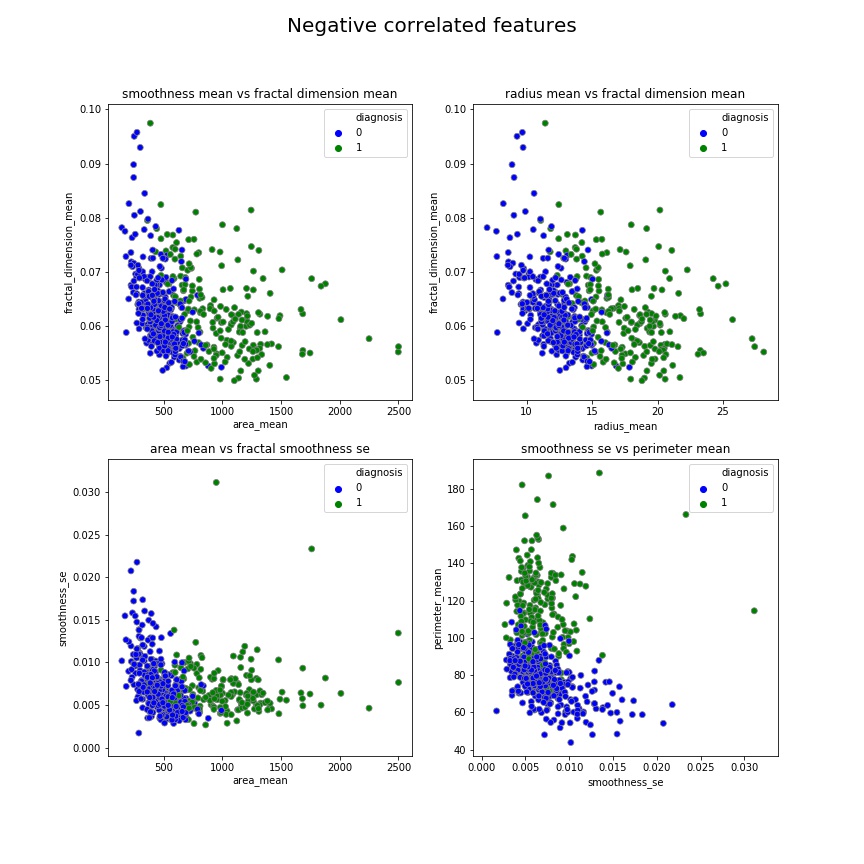 Negative correlated features
smoothness mean vs fractal dimension mean
0.10
0.09
0.08
0.07
0.06
0.05
fractal_dimension_mean
diagnosis
0
1
500 1000 1500 2000 2500
area_mean
radius mean vs fractal dimension mean
0.10
0.09
0.08
0.07
0.06
0.05
fractal_dimension_mean
diagnosis
0
1
10 15 20 25
radius_mean
area mean vs fractal smoothness se
0.030
0.025
0.020
0.015
0.010
0.005
0.000
smoothness_se
diagnosis
0
1
500 1000 1500 2000 2500
area_mean
smoothness se vs perimeter mean
180
160
140
120
100
80
60
40
perimeter_mean
diagnosis
0
1
0.000 0.005 0.010 0.015 0.020 0.025 0.030
smoothness_se